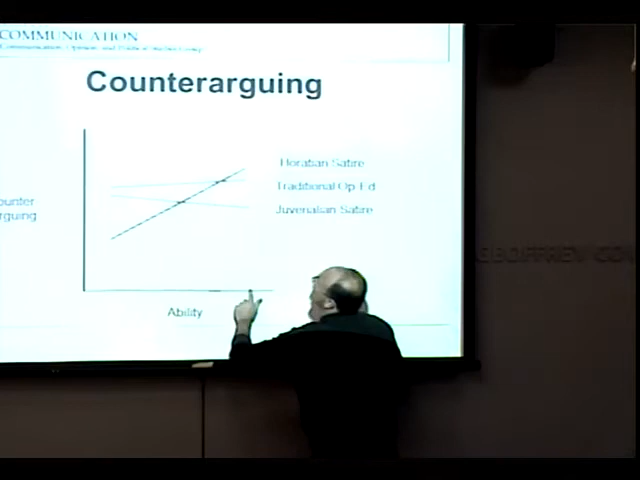 COMMUNICATION
Counterarguing
Horatian Satire
Traditional Op Ed
Juvenalian Satire
ounter
rguing
Ability